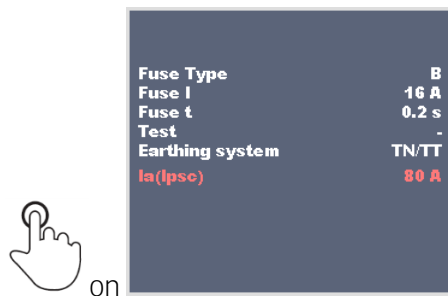 Fuse Type B
Fuse I 16 A
Fuse t 0.2 s
Test -
Earthing system TN/TT
Ia(Ipsc) 80 A
on